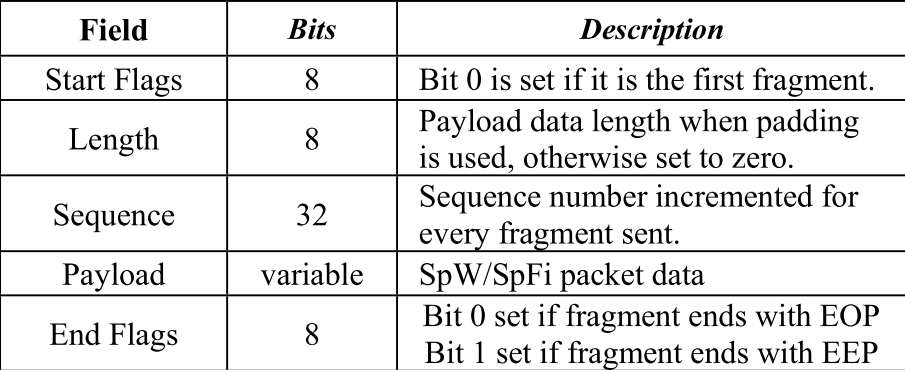 Field Bits Description
Start Flags 8 Bit 0 is set if it is the first fragment.
Length 8 Payload data length when padding
is used, otherwise set to zero.
Sequence 32 Sequence number incremented for
every fragment sent.
Payload variable SpW/SpFi packet data
End Flags 8 Bit 0 set if fragment ends with EOP
Bit 1 set if fragment ends with EEP